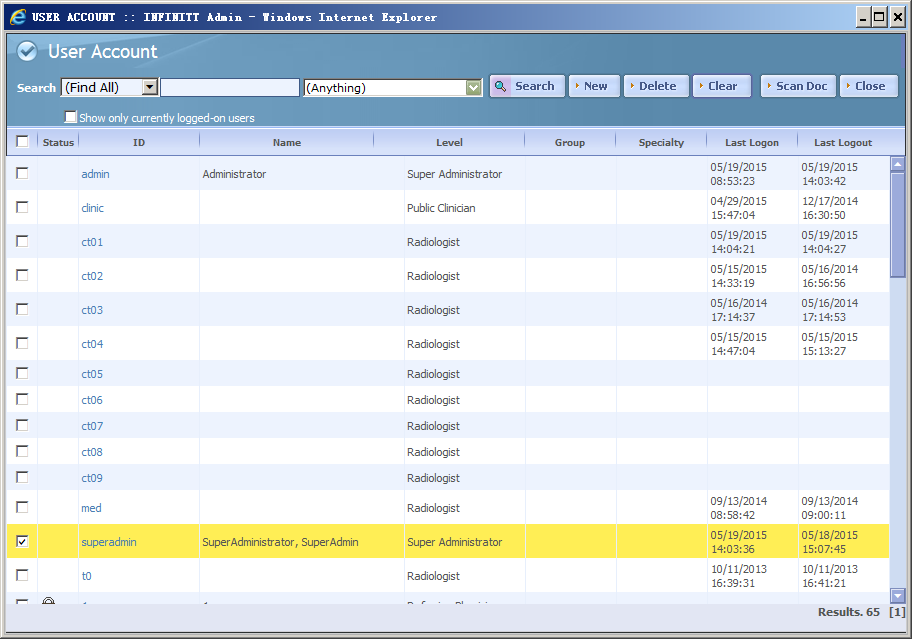 USER ACCOUNT :: INFINITT Admin - Windows Internet Explorer
User Account
Search (Find All) (Anything) Search New Delete Clear Scan Doc Close
Show only currently logged-on users
Status ID Name Level Group Specialty Last Logon Last Logout
admin Administrator Super Administrator 05/19/2015 08:53:23 05/19/2015 14:03:42
clinic Public Clinician 04/29/2015 15:47:04 12/17/2014 16:30:50
ct01 Radiologist 05/19/2015 14:04:21 05/19/2015 14:04:27
ct02 Radiologist 05/15/2015 14:33:19 05/16/2014 16:56:56
ct03 Radiologist 05/16/2014 17:14:37 05/16/2014 17:14:53
ct04 Radiologist 05/15/2015 14:47:04 05/15/2015 15:13:27
ct05 Radiologist
ct06 Radiologist
ct07 Radiologist
ct08 Radiologist
ct09 Radiologist
med Radiologist 09/13/2014 08:58:42 09/13/2014 09:00:11
superadmin SuperAdministrator, SuperAdmin Super Administrator 05/19/2015 14:03:36 05/18/2015 15:07:45
t0 Radiologist 10/11/2013 16:39:31 10/11/2013 16:41:21
Results. 65 [1]